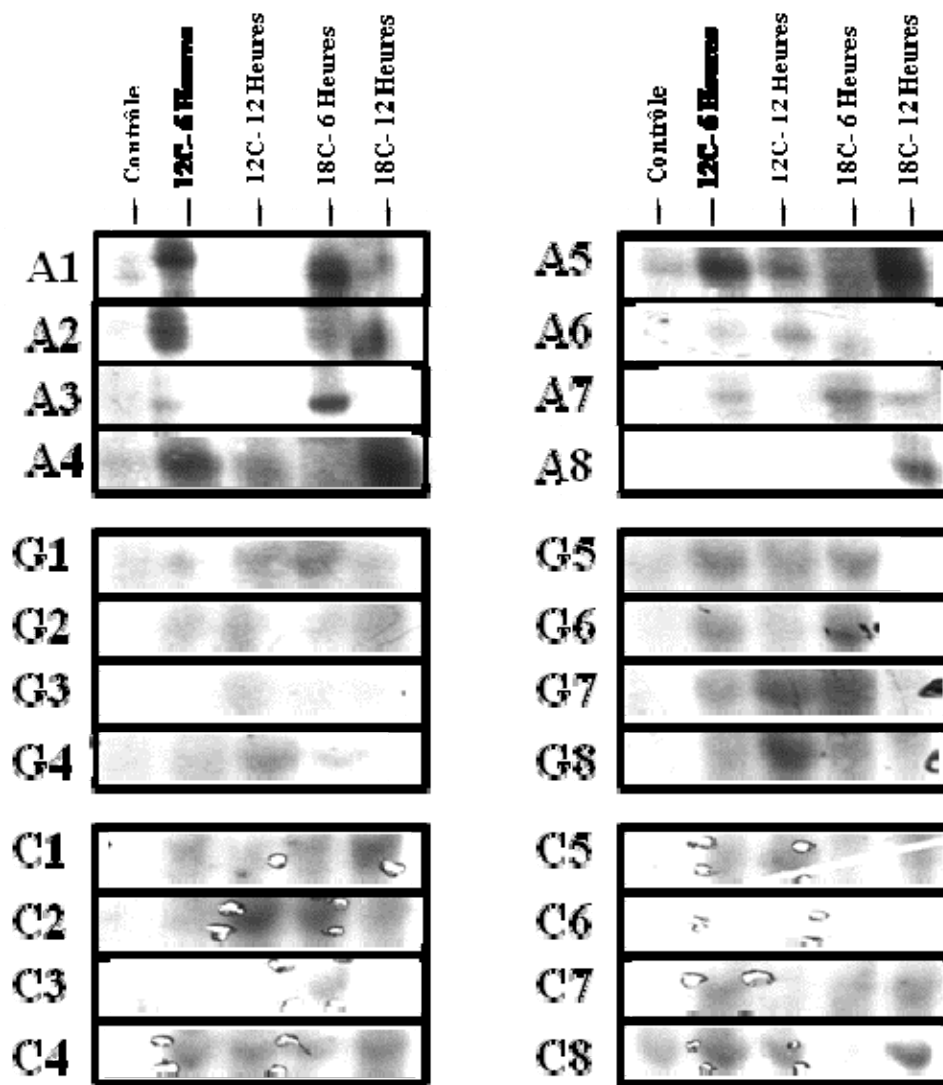 Contrôle
12C- 6 Heures
12C- 12 Heures
18C- 6 Heures
18C- 12 Heures
Contrôle
12C- 6 Heures
12C- 12 Heures
18C- 6 Heures
18C- 12 Heures
A1
A2
A3
A4
A5
A6
A7
A8
G1
G2
G3
G4
G5
G6
G7
G8
C1
C2
C3
C4
C5
C6
C7
C8